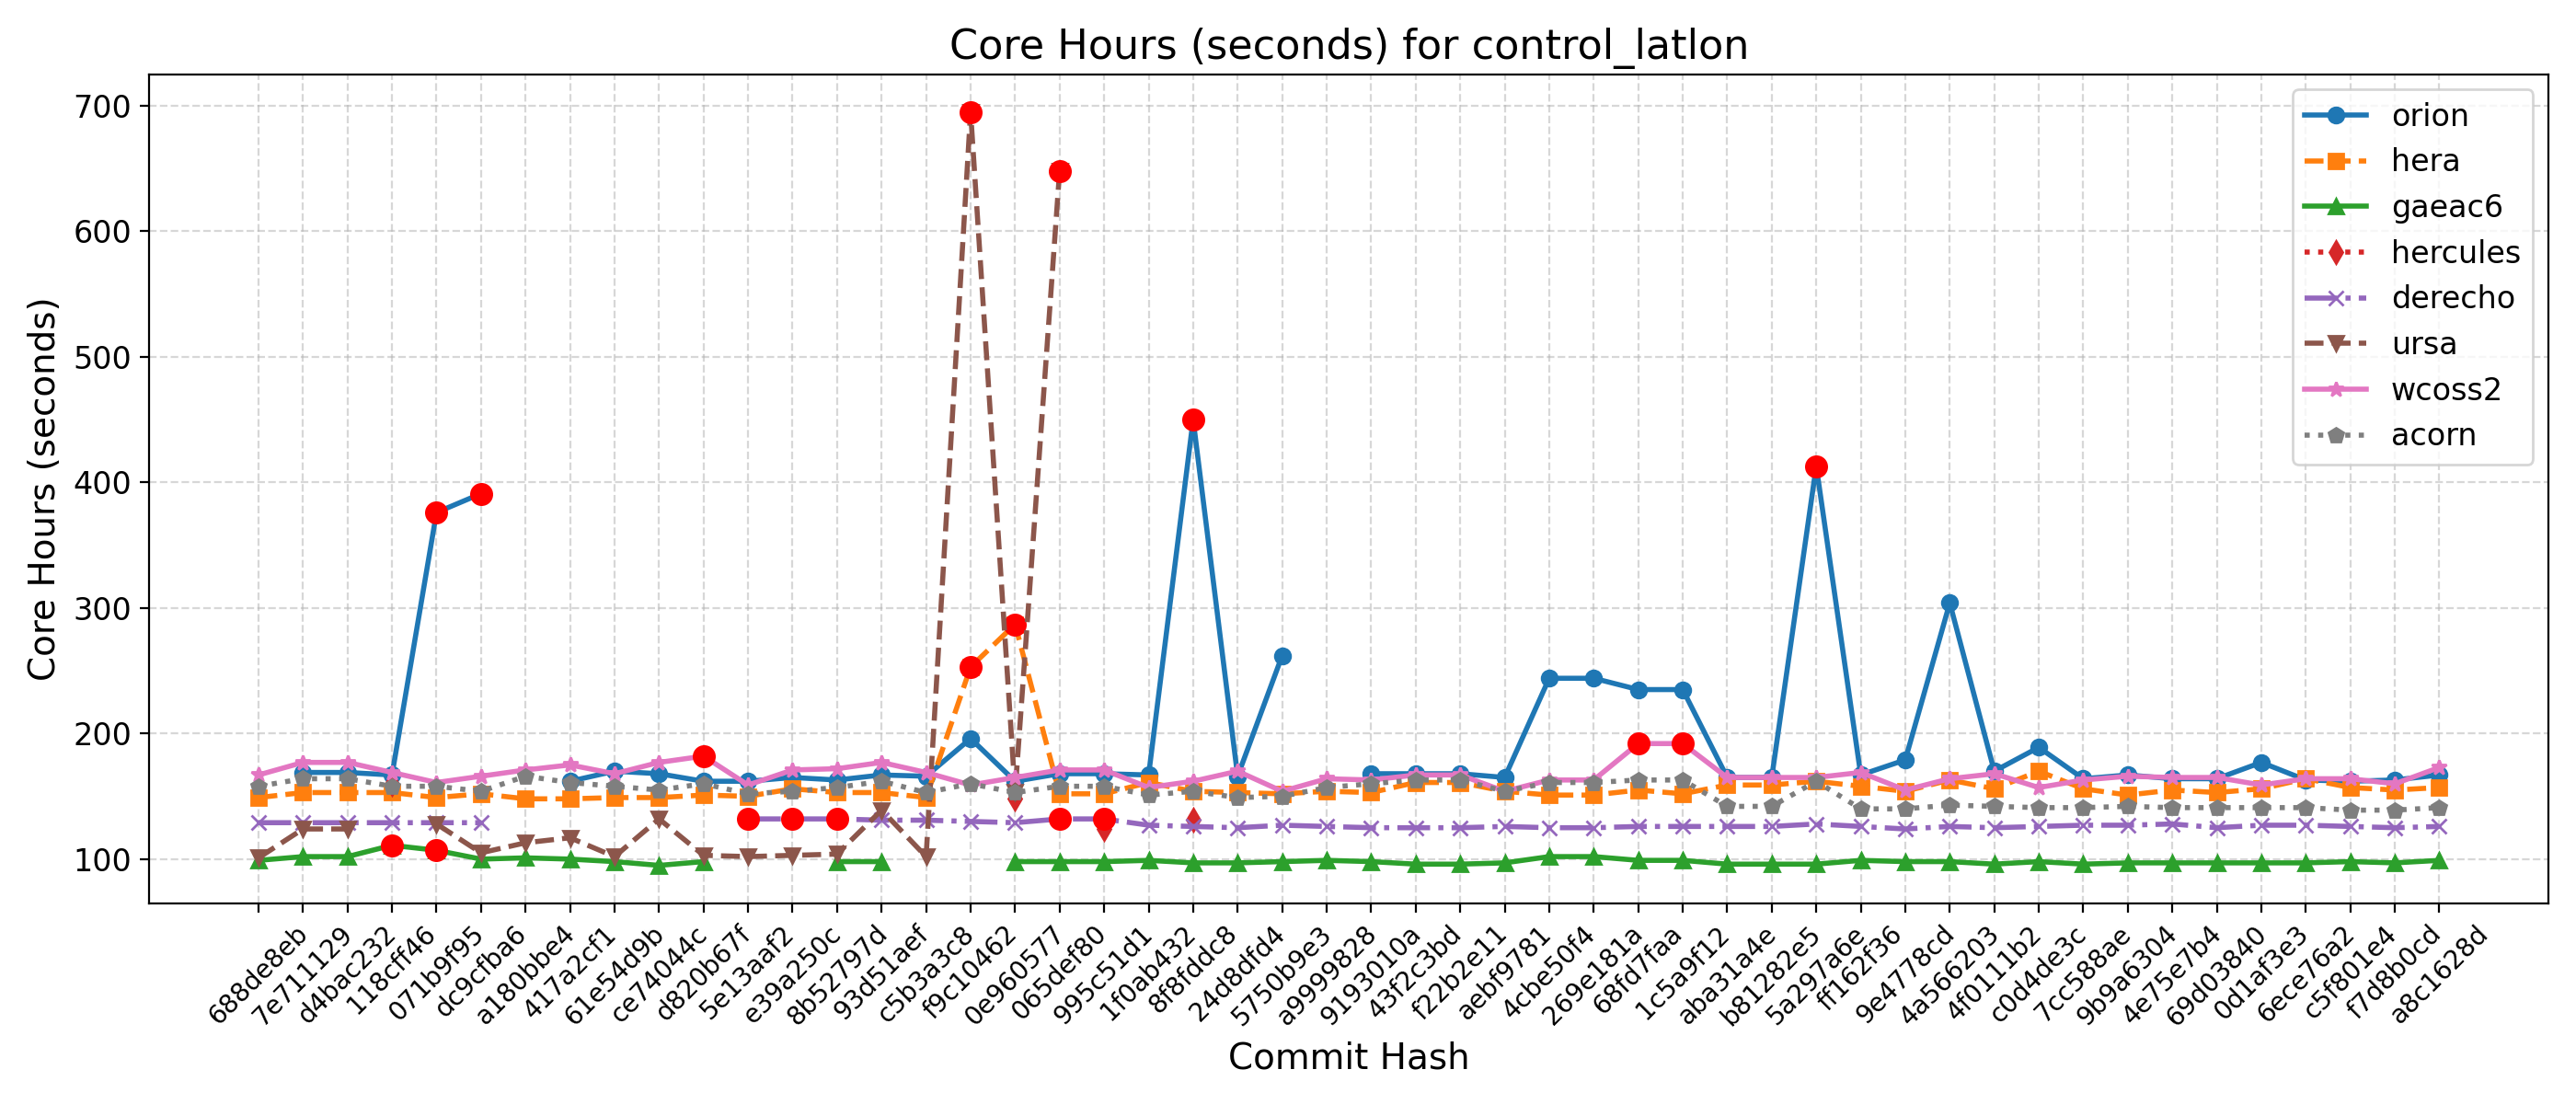 Core Hours (seconds) for control_latlon
Core Hours (seconds)
700
600
500
400
300
200
100
orion
hera
gaeac6
hercules
derecho
ursa
wcoss2
acorn
688de8eb
7e711129
d4bac232
118cff46
071b9f95
dc9cfba6
a180bbe4
417a2cf1
61e54d9b
ce74044c
d820b67f
5e13aaf2
e39a250c
8b52797d
93d51aef
c5b3a3c8
f9c10462
0e960577
065def80
995c51d1
1f0ab432
8f8fddc8
24d8dfd4
5750b9e3
a9999828
9193010a
43f2c3bd
f22b2e11
aebf9781
4cbe50f4
269e181a
68fd7faa
1c5a9f12
aba31a4e
b81282e5
5a297a6e
ff162f36
9e4778cd
4a566203
4f0111b2
c0d4de3c
7cc588ae
9b9a6304
4e75e7b4
69d03840
0d1af3e3
6ece76a2
c5f801e4
f7d8b0cd
a8c1628d
Commit Hash